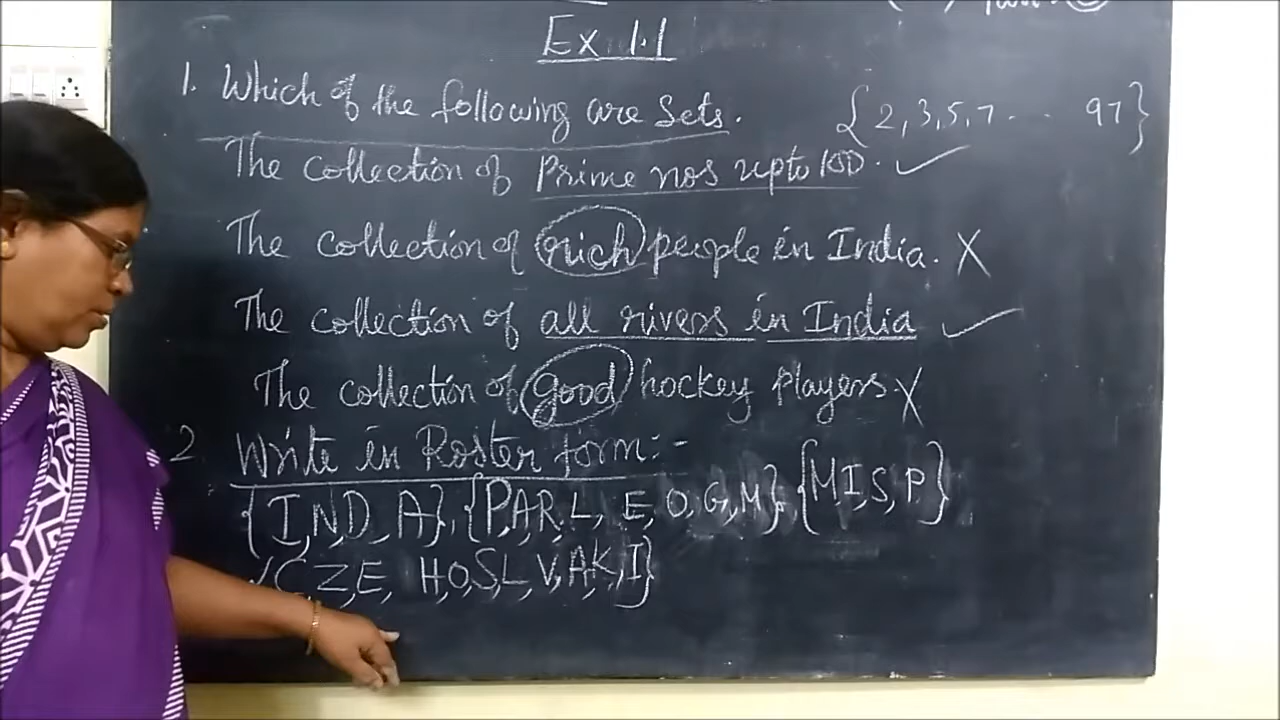 Ex 1.1
1. Which of the following are Sets. {2,3,5,7 ... 97}
The collection of Prime nos upto 100. ✓
The collection of rich people in India. X
The collection of all rivers in India ✓
The collection of good hockey players X
2 Write in Roster form:-
{I,N,D,A}, {P,A,R,L, E,O,G,M}, {M,I,S,P}
{C,Z,E, H,O,S,L,V,A,K,I}